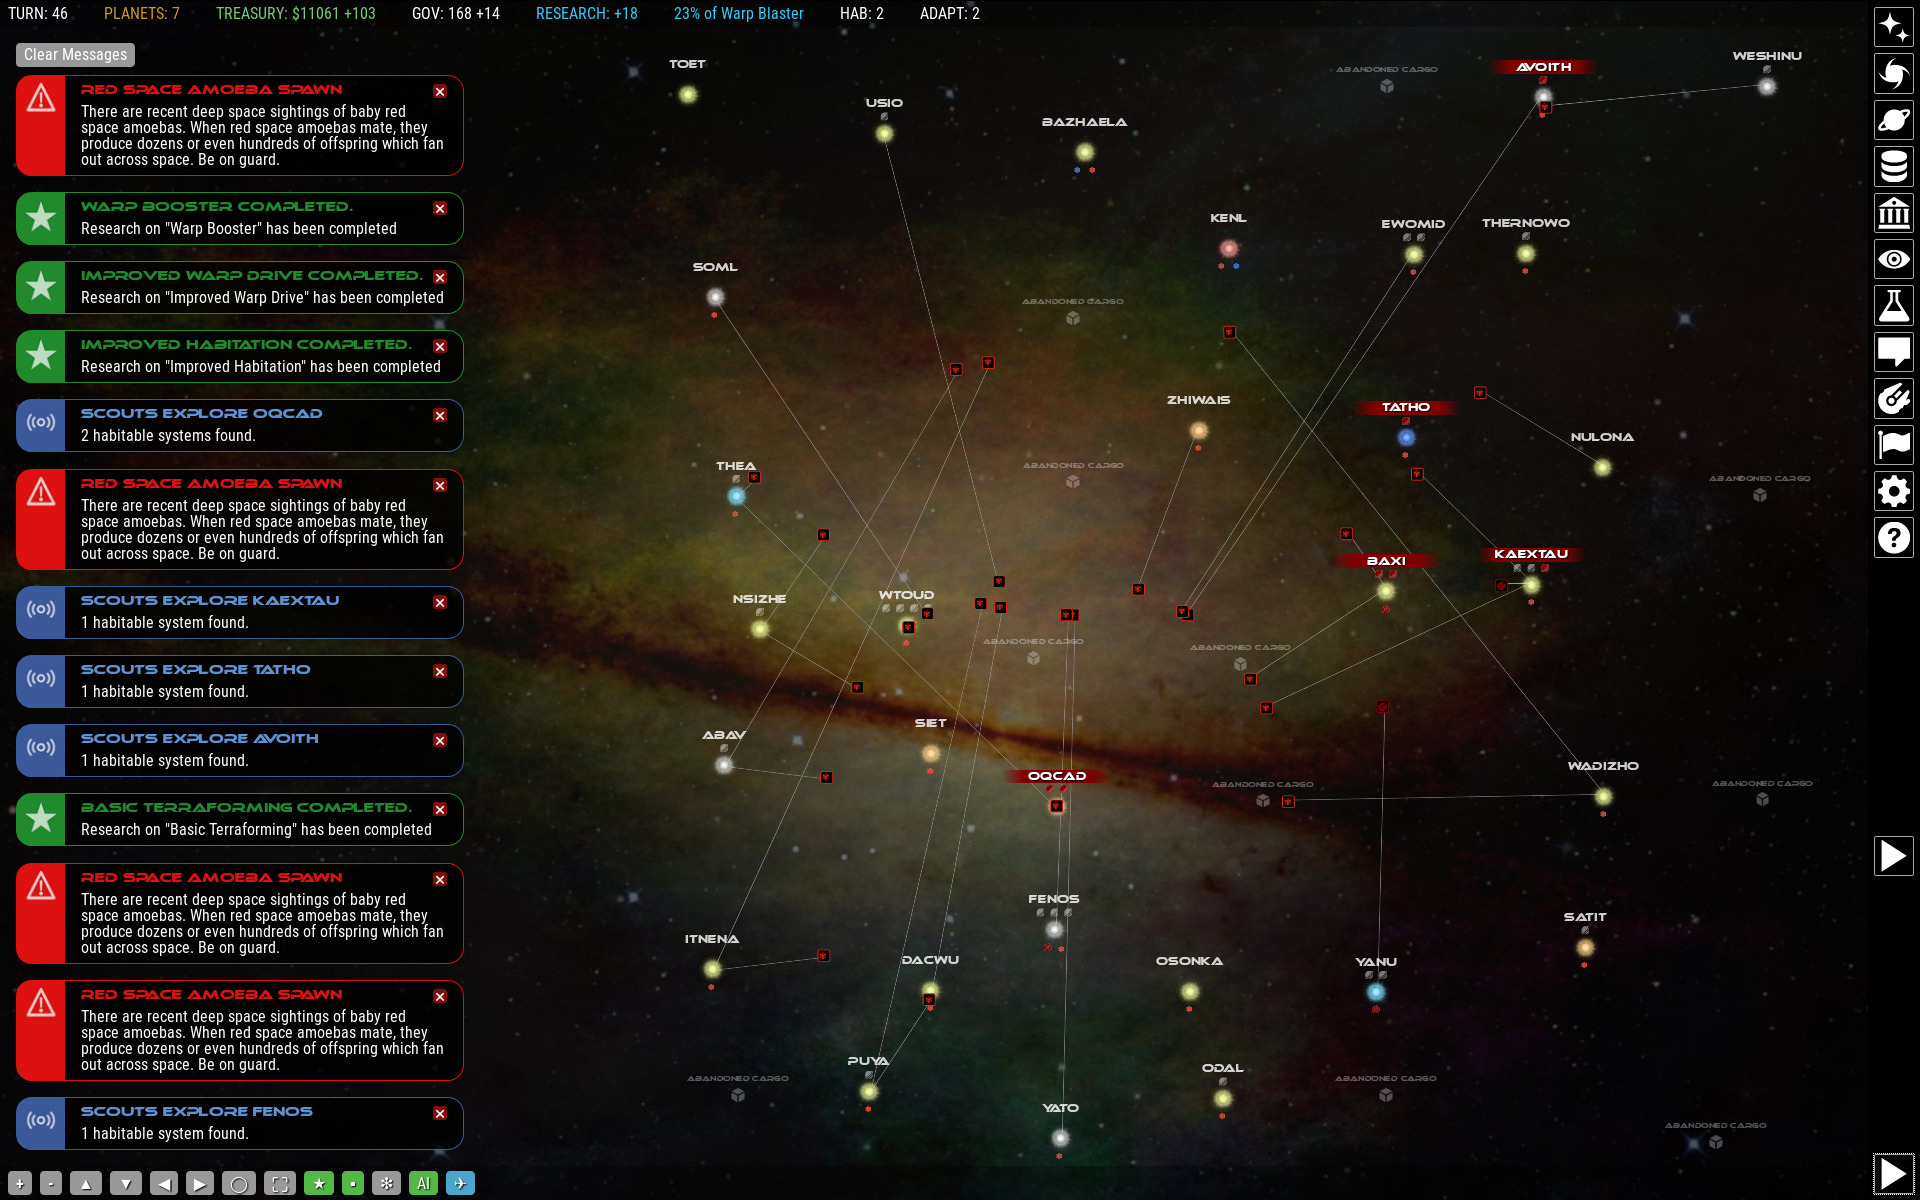 TURN: 46 PLANETS: 7 TREASURY: $11061 +103 GOV: 168 +14 RESEARCH: +18 23% of Warp Blaster HAB: 2 ADAPT: 2
Clear Messages
RED SPACE AMOEBA SPAWN
There are recent deep space sightings of baby red
space amoebas. When red space amoebas mate, they
produce dozens or even hundreds of offspring which fan
out across space. Be on guard.
WARP BOOSTER COMPLETED.
Research on "Warp Booster" has been completed
IMPROVED WARP DRIVE COMPLETED.
Research on "Improved Warp Drive" has been completed
IMPROVED HABITATION COMPLETED.
Research on "Improved Habitation" has been completed
SCOUTS EXPLORE OQCAD
2 habitable systems found.
RED SPACE AMOEBA SPAWN
There are recent deep space sightings of baby red
space amoebas. When red space amoebas mate, they
produce dozens or even hundreds of offspring which fan
out across space. Be on guard.
SCOUTS EXPLORE KAEXTAU
1 habitable system found.
SCOUTS EXPLORE TATHO
1 habitable system found.
SCOUTS EXPLORE AVOITH
1 habitable system found.
BASIC TERRAFORMING COMPLETED.
Research on "Basic Terraforming" has been completed
RED SPACE AMOEBA SPAWN
There are recent deep space sightings of baby red
space amoebas. When red space amoebas mate, they
produce dozens or even hundreds of offspring which fan
out across space. Be on guard.
RED SPACE AMOEBA SPAWN
There are recent deep space sightings of baby red
space amoebas. When red space amoebas mate, they
produce dozens or even hundreds of offspring which fan
out across space. Be on guard.
SCOUTS EXPLORE FENOS
1 habitable system found.
+ - AI
TOET
USIO
BAZHAELA
ABANDONED CARGO
AVOITH
WESHINU
KENL
EWOMID
THERNOWO
SOML
ABANDONED CARGO
ZHIWAIS
TATHO
NULONA
THEA
ABANDONED CARGO
ABANDONED CARGO
BAXI
KAEXTAU
NSIZHE
WTOUD
ABANDONED CARGO
ABANDONED CARGO
ABAV
SIET
OQCAD
ABANDONED CARGO
WADIZHO
ABANDONED CARGO
ITNENA
DACWU
FENOS
OSONKA
YANU
SATIT
PUYA
ABANDONED CARGO
YATO
ODAL
ABANDONED CARGO
ABANDONED CARGO